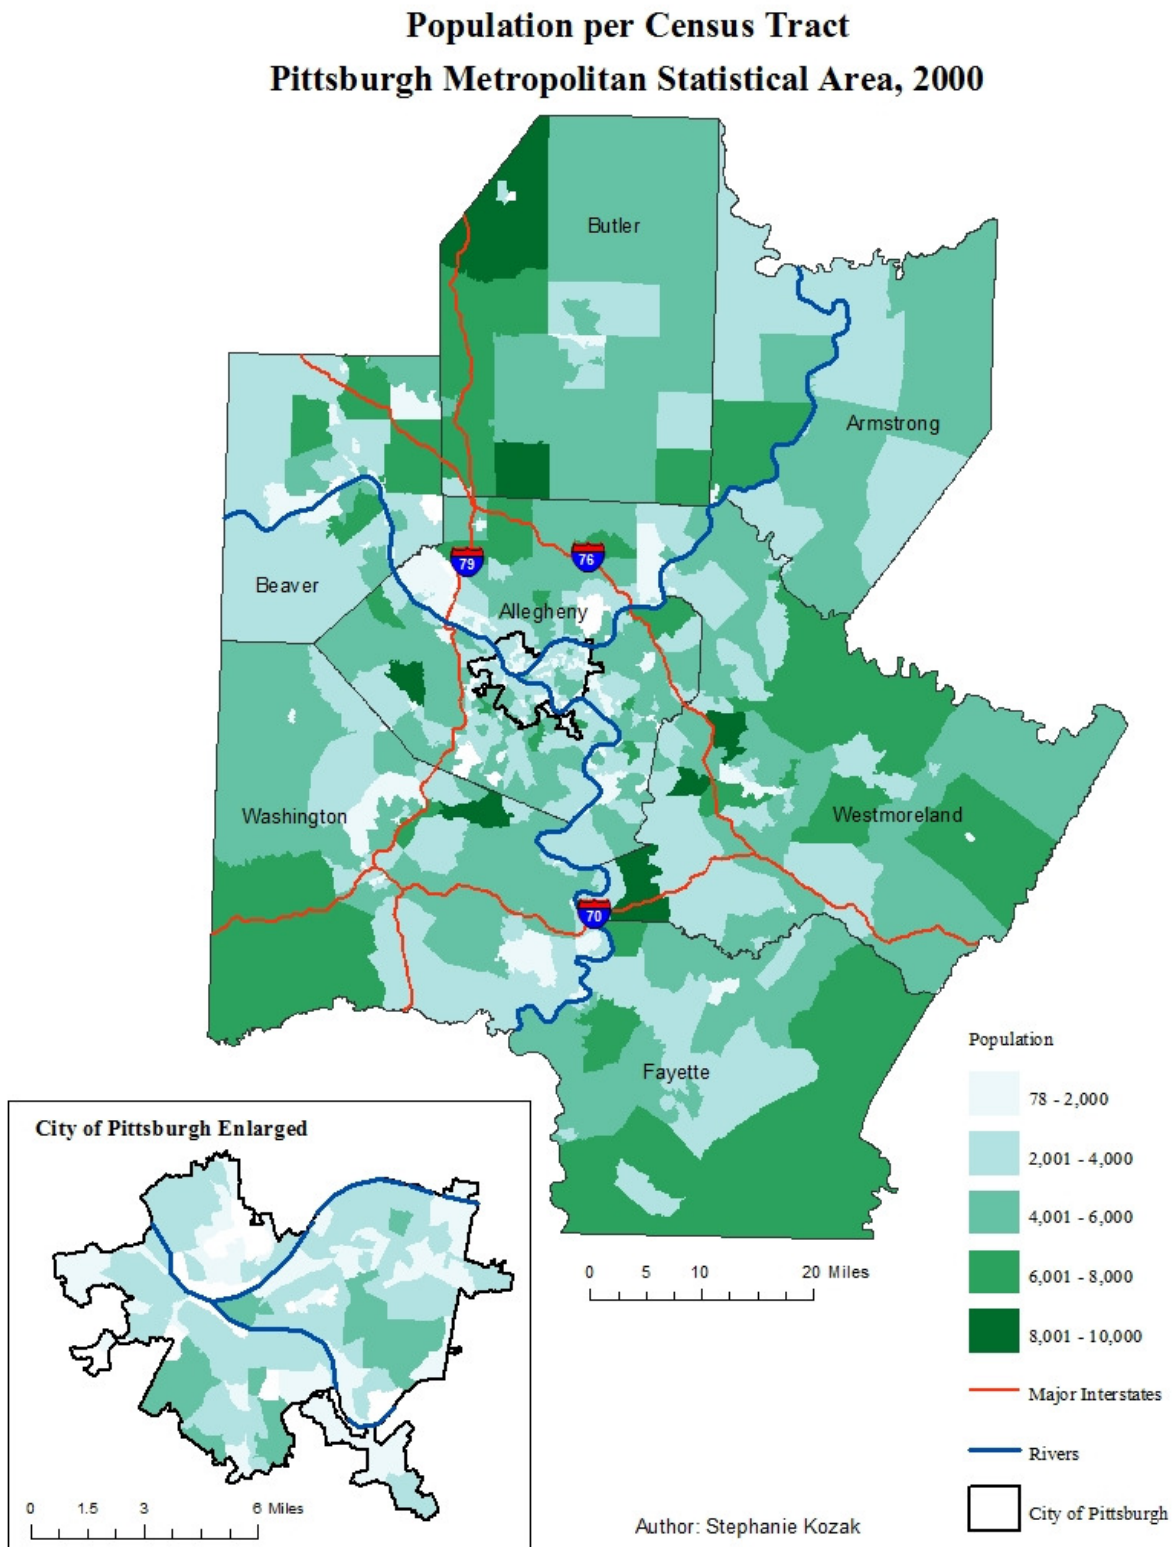 Population per Census Tract
Pittsburgh Metropolitan Statistical Area, 2000
Butler
Armstrong
79
76
Beaver
Allegheny
Washington
Westmoreland
70
Fayette
Population
78 - 2,000
2,001 - 4,000
4,001 - 6,000
6,001 - 8,000
8,001 - 10,000
Major Interstates
Rivers
City of Pittsburgh
0 5 10 20 Miles
City of Pittsburgh Enlarged
0 1.5 3 6 Miles
Author: Stephanie Kozak